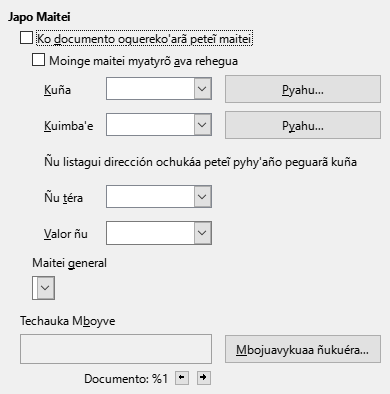 Japo Maitei
Ko documento oguereko'arã peteĩ maitei
Moinge maitei myatyrõ ava rehegua
Kuña
Pyahu...
Kuimba'e
Pyahu...
Ñu listagui dirección ochukáa peteĩ pyhy'año peguarã kuña
Ñu téra
Valor ñu
Maitei general
Techauka Mboyve
Mbojuavykuaa ñukuéra...
Documento: %1